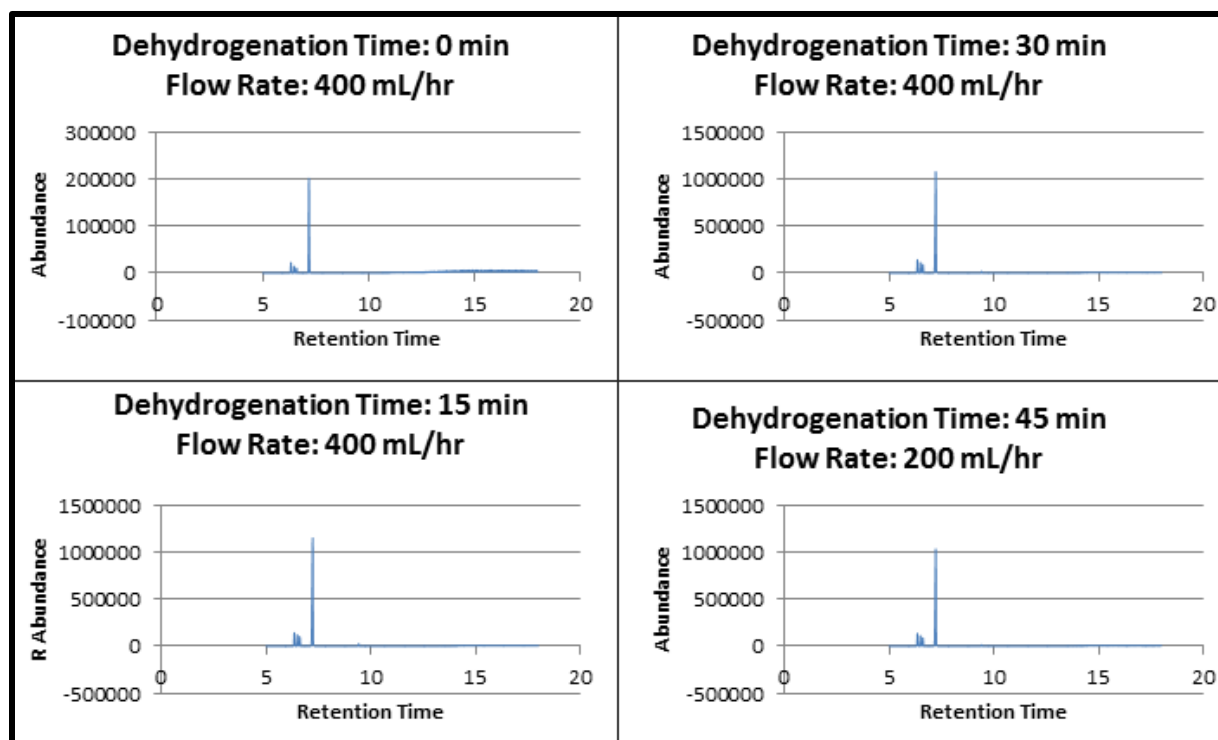 Dehydrogenation Time: 0 min
Flow Rate: 400 mL/hr
300000
200000
100000
0
-100000
0
5
10
15
20
Abundance
Retention Time
Dehydrogenation Time: 30 min
Flow Rate: 400 mL/hr
1500000
1000000
500000
0
-500000
0
5
10
15
20
Abundance
Retention Time
Dehydrogenation Time: 15 min
Flow Rate: 400 mL/hr
1500000
1000000
500000
0
-500000
0
5
10
15
20
R Abundance
Retention Time
Dehydrogenation Time: 45 min
Flow Rate: 200 mL/hr
1500000
1000000
500000
0
-500000
0
5
10
15
20
Abundance
Retention Time